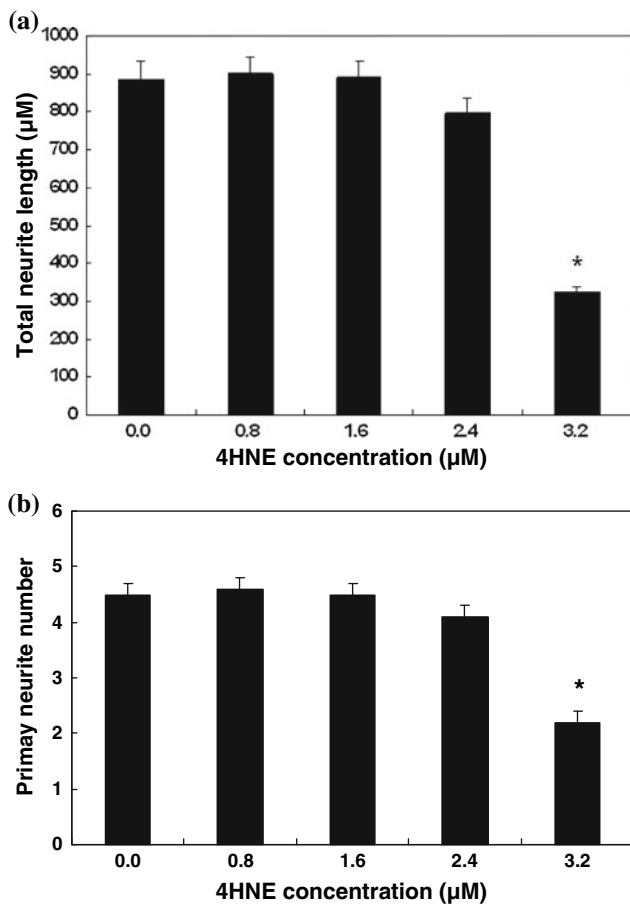 (a)
Total neurite length (µM)
1000
900
800
700
600
500
400
300
200
100
0
*
0.0 0.8 1.6 2.4 3.2
4HNE concentration (µM)
(b)
Primay neurite number
6
5
4
3
2
1
0
*
0.0 0.8 1.6 2.4 3.2
4HNE concentration (µM)